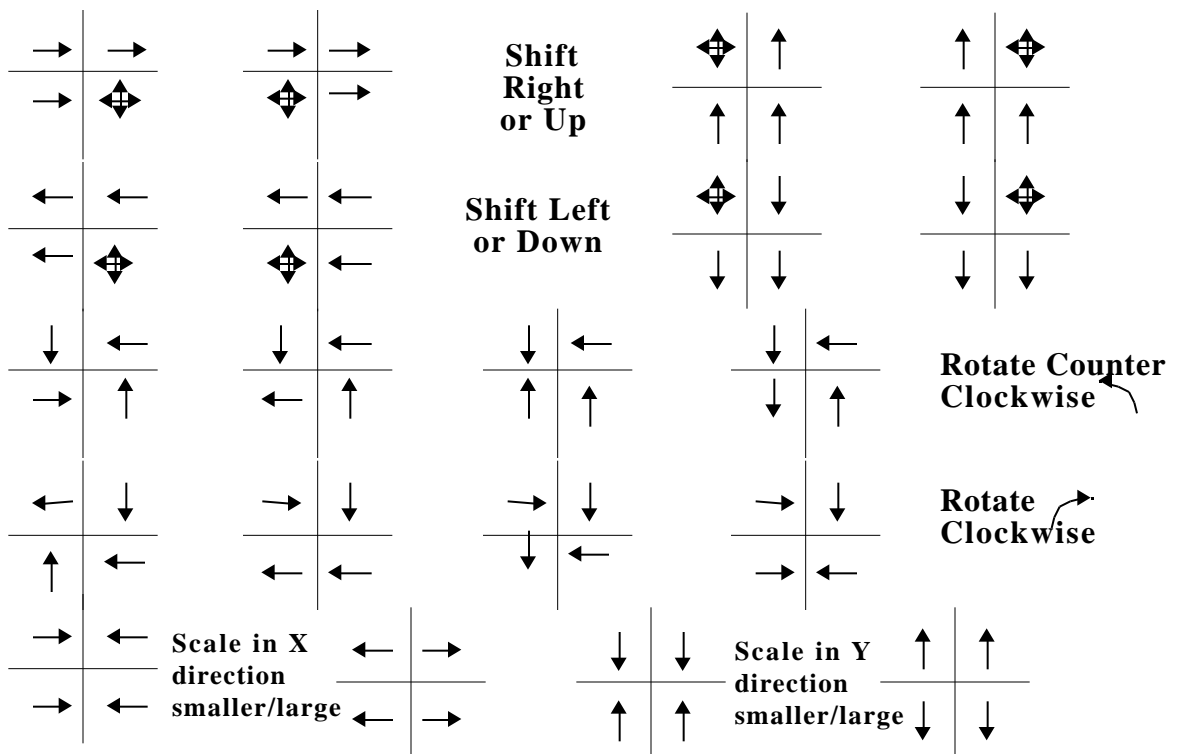 Shift
Right
or Up
Shift Left
or Down
Rotate Counter
Clockwise
Rotate
Clockwise
Scale in X
direction
smaller/large
Scale in Y
direction
smaller/large